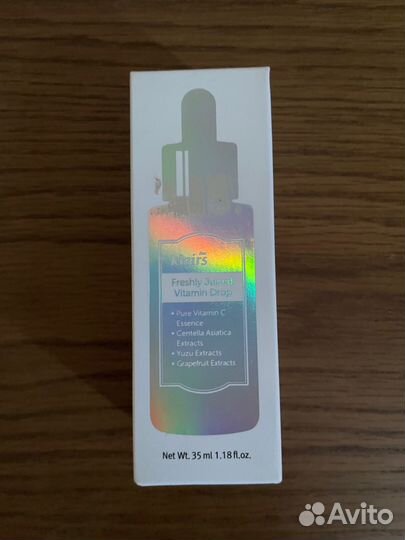 Klairs
Freshly Juiced
Vitamin Drop
• Pure Vitamin C
Essence
• Centella Asiatica
Extracts
• Yuzu Extracts
• Grapefruit Extracts
Net Wt. 35 ml 1.18 fl.oz.
Avito